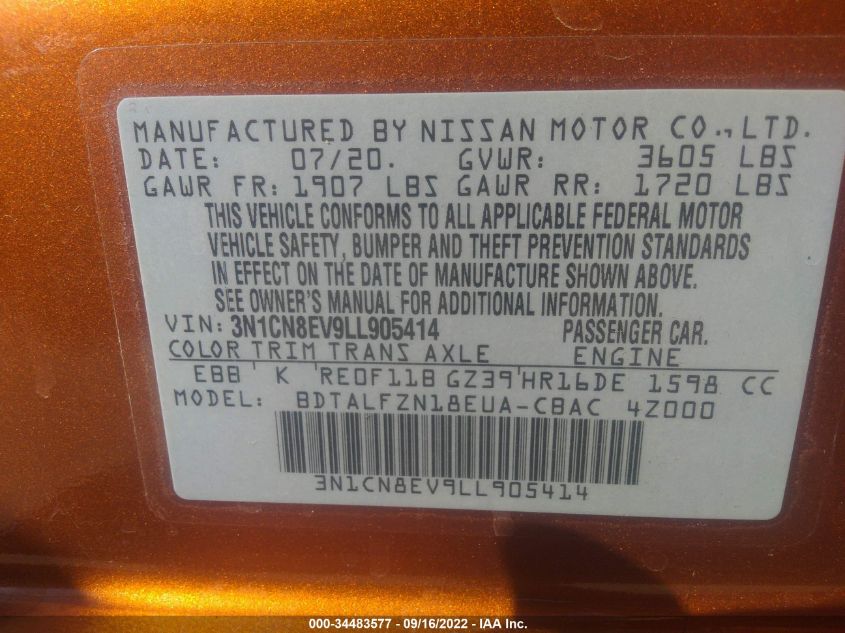 MANUFACTURED BY NISSAN MOTOR CO.,LTD.
DATE: 07/20. GVWR: 3605 LBS
GAWR FR: 1907 LBS GAWR RR: 1720 LBS
THIS VEHICLE CONFORMS TO ALL APPLICABLE FEDERAL MOTOR
VEHICLE SAFETY, BUMPER AND THEFT PREVENTION STANDARDS
IN EFFECT ON THE DATE OF MANUFACTURE SHOWN ABOVE.
SEE OWNER'S MANUAL FOR ADDITIONAL INFORMATION.
VIN: 3N1CN8EV9LL905414 PASSENGER CAR.
COLOR TRIM TRANS AXLE ENGINE
EBB ' K ' RE0F11B GZ39 ' HR16DE 1598 CC
MODEL: BDTALFZN18EUA-CBAC 4Z000
3N1CN8EV9LL905414
000-34483577 - 09/16/2022 - IAA Inc.